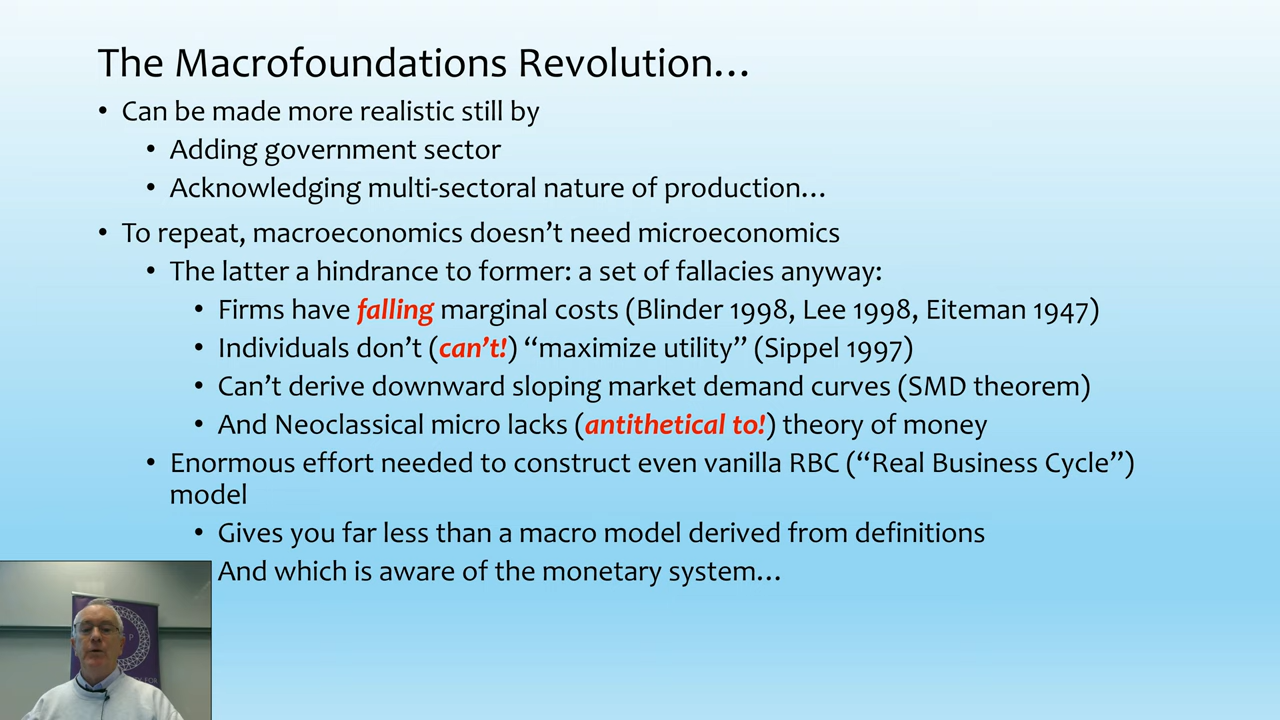 The Macrofoundations Revolution…
• Can be made more realistic still by
• Adding government sector
• Acknowledging multi-sectoral nature of production…
• To repeat, macroeconomics doesn’t need microeconomics
• The latter a hindrance to former: a set of fallacies anyway:
• Firms have falling marginal costs (Blinder 1998, Lee 1998, Eiteman 1947)
• Individuals don’t (can’t!) “maximize utility” (Sippel 1997)
• Can’t derive downward sloping market demand curves (SMD theorem)
• And Neoclassical micro lacks (antithetical to!) theory of money
• Enormous effort needed to construct even vanilla RBC (“Real Business Cycle”)
model
• Gives you far less than a macro model derived from definitions
And which is aware of the monetary system…